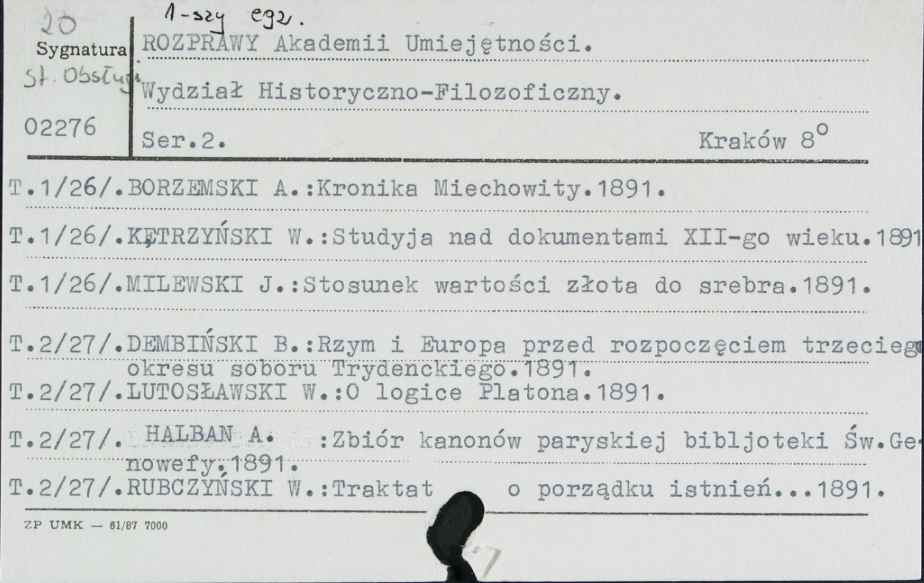 20 1-szy egz.
Sygnatura ROZPRAWY Akademii Umiejętności.
St. Obsługi
Wydział Historyczno-Filozoficzny.
02276 Ser.2. Kraków 8°
T.1/26/.BORZEMSKI A.:Kronika Miechowity.1891.
T.1/26/.KĘTRZYŃSKI W.:Studyja nad dokumentami XII-go wieku.1891
T.1/26/.MILEWSKI J.:Stosunek wartości złota do srebra.1891.
T.2/27/.DEMBIŃSKI B.:Rzym i Europa przed rozpoczęciem trzeciego
okresu soboru Trydenckiego.1891.
T.2/27/.LUTOSŁAWSKI W.:O logice Platona.1891.
T.2/27/. HALBAN A. :Zbiór kanonów paryskiej bibljoteki Św.Ge-
nowefy.1891.
T.2/27/.RUBCZYŃSKI W.:Traktat o porządku istnień...1891.
ZP UMK — 61/87 7000